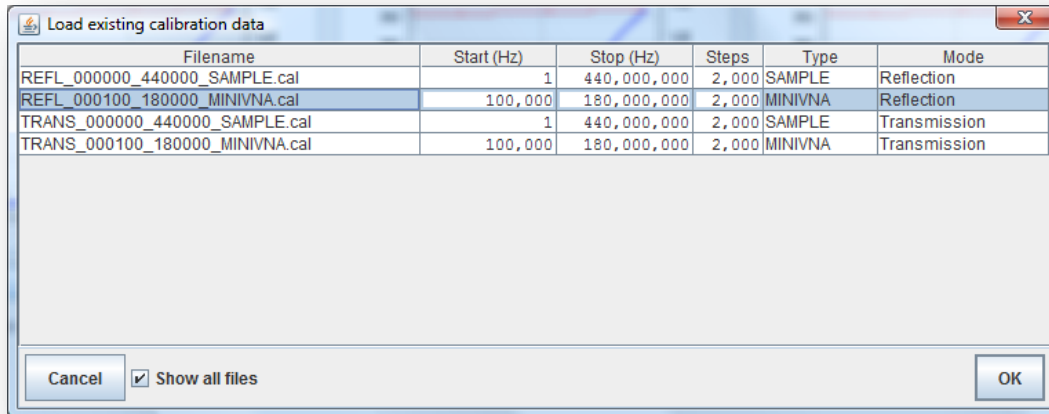 Load existing calibration data
Filename Start (Hz) Stop (Hz) Steps Type Mode
REFL_000000_440000_SAMPLE.cal 1 440,000,000 2,000 SAMPLE Reflection
REFL_000100_180000_MINIVNA.cal 100,000 180,000,000 2,000 MINIVNA Reflection
TRANS_000000_440000_SAMPLE.cal 1 440,000,000 2,000 SAMPLE Transmission
TRANS_000100_180000_MINIVNA.cal 100,000 180,000,000 2,000 MINIVNA Transmission
Cancel Show all files OK